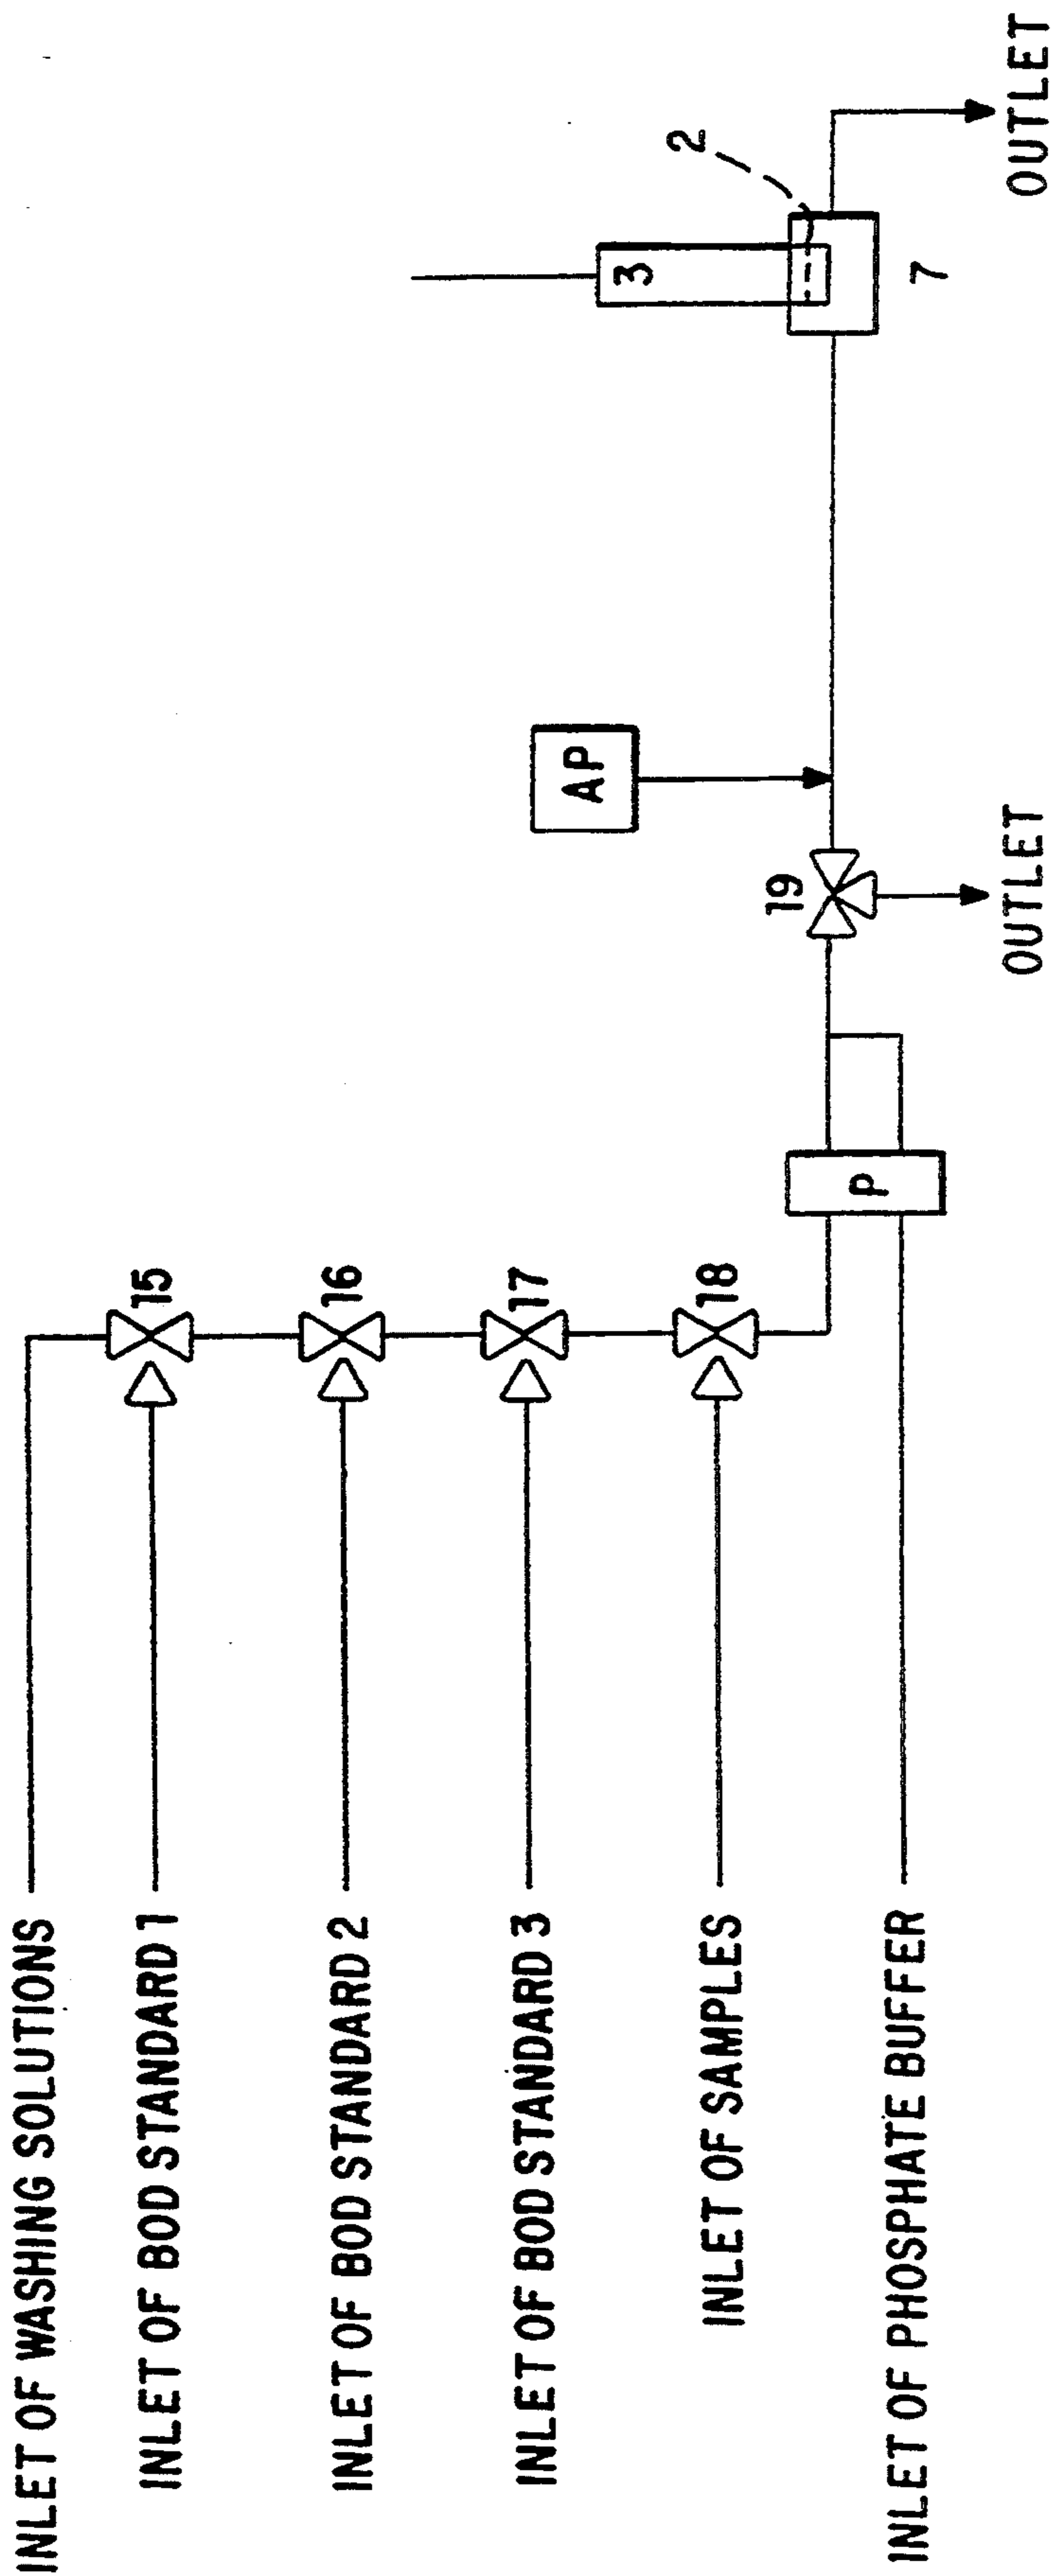 INLET OF WASHING SOLUTIONS
INLET OF BOD STANDARD 1
INLET OF BOD STANDARD 2
INLET OF BOD STANDARD 3
INLET OF SAMPLES
INLET OF PHOSPHATE BUFFER
15
16
17
18
P
19
OUTLET
AP
3
2
7
OUTLET